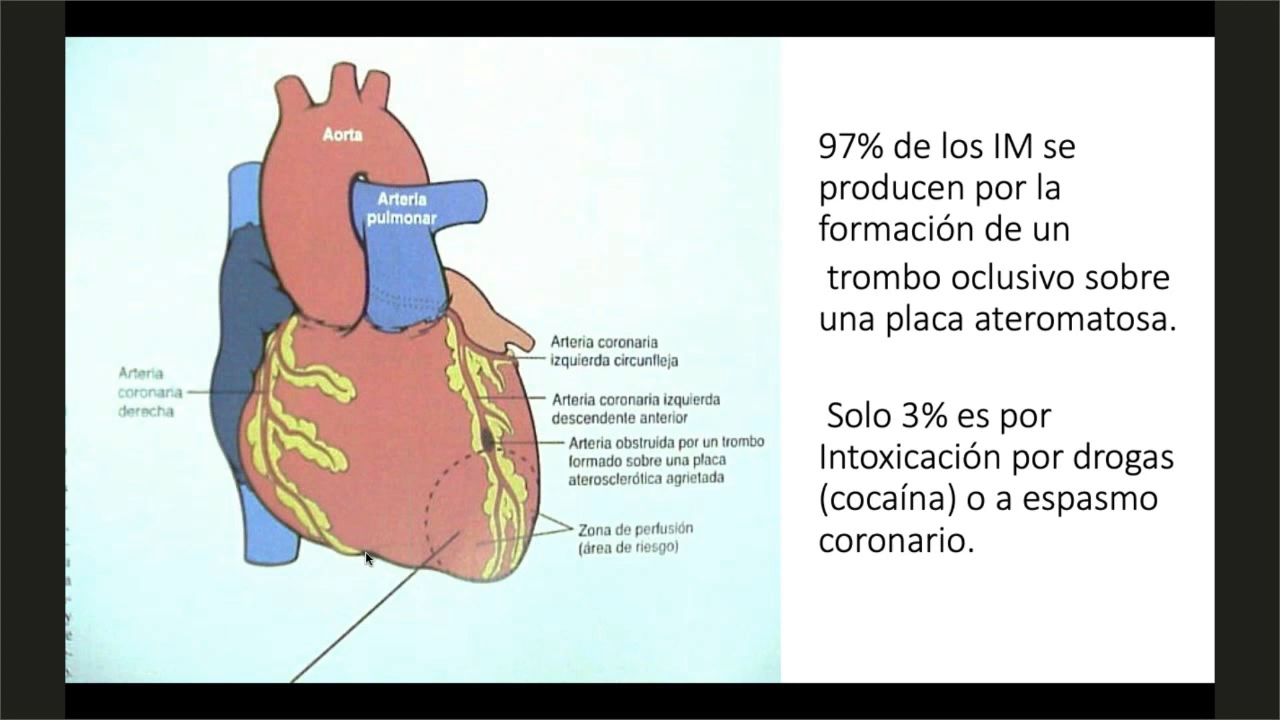 Aorta
Arteria
pulmonar
Arteria coronaria
izquierda circunfleja
Arteria
coronaria
derecha
Arteria coronaria izquierda
descendente anterior
Arteria obstruida por un trombo
formado sobre una placa
aterosclerótica agrietada
Zona de perfusión
(área de riesgo)
97% de los IM se
producen por la
formación de un
trombo oclusivo sobre
una placa ateromatosa.
Solo 3% es por
Intoxicación por drogas
(cocaína) o a espasmo
coronario.